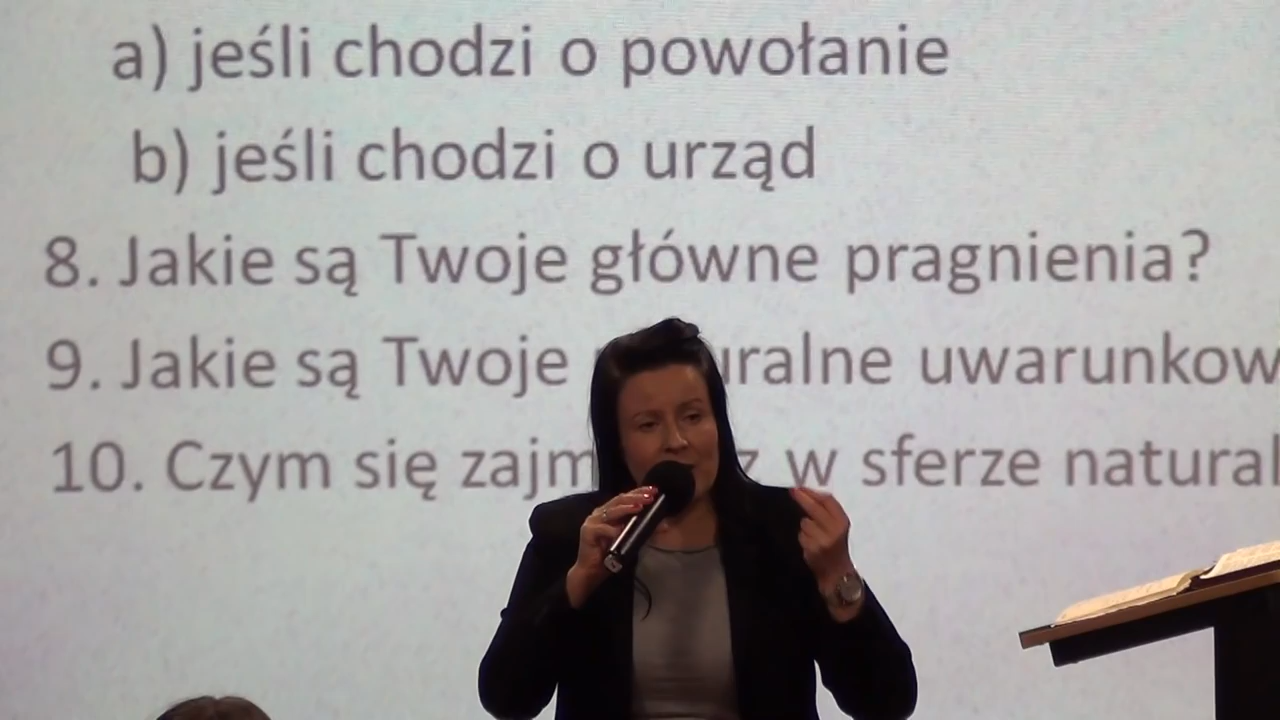 a) jeśli chodzi o powołanie
b) jeśli chodzi o urząd
8. Jakie są Twoje główne pragnienia?
9. Jakie są Twoje
10. Czym się w sferze